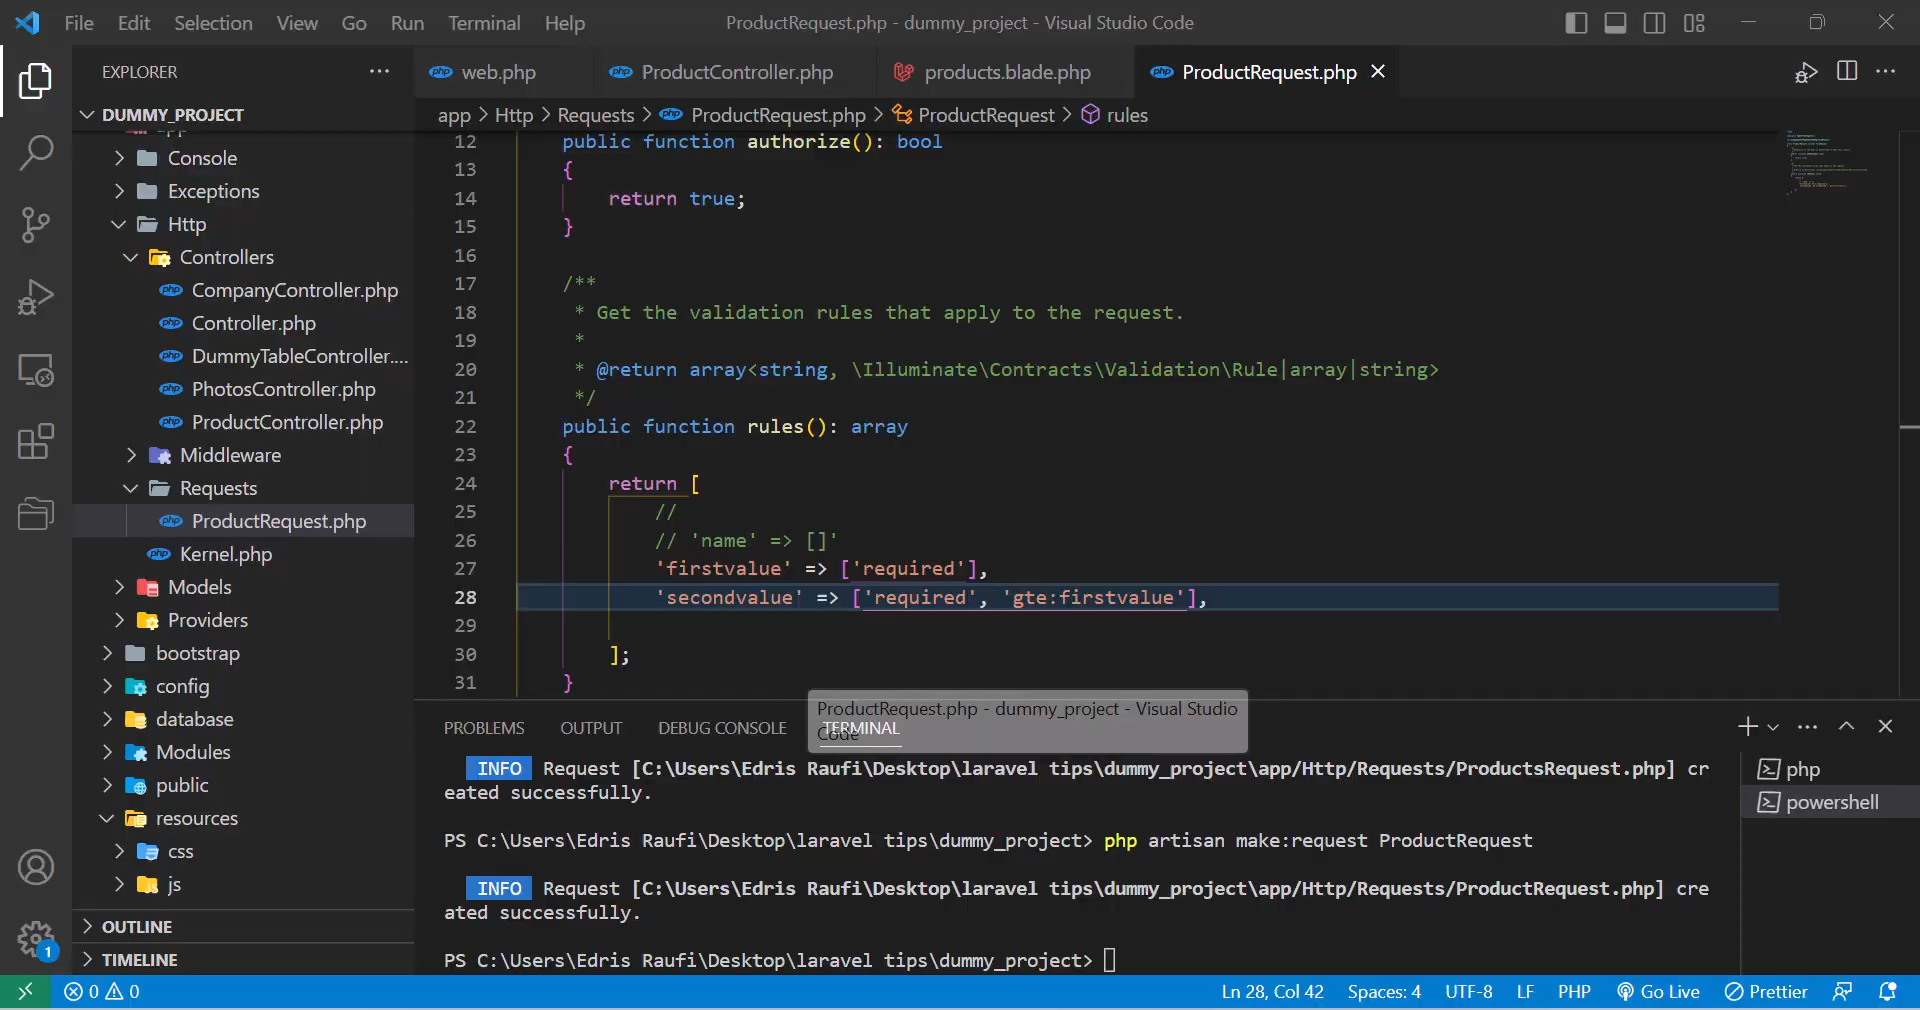 File Edit Selection View Go Run Terminal Help
ProductRequest.php - dummy_project - Visual Studio Code
EXPLORER
web.php
ProductController.php
products.blade.php
ProductRequest.php
app > Http > Requests > ProductRequest.php > ProductRequest > rules
DUMMY_PROJECT
app
Console
Exceptions
Http
Controllers
CompanyController.php
Controller.php
DummyTableController....
PhotosController.php
ProductController.php
Middleware
Requests
ProductRequest.php
Kernel.php
Models
Providers
bootstrap
config
database
Modules
public
resources
css
js
OUTLINE
TIMELINE
12 public function authorize(): bool
13 {
14 return true;
15 }
16
17 /**
18 * Get the validation rules that apply to the request.
19 *
20 * @return array<string, \Illuminate\Contracts\Validation\Rule|array|string>
21 */
22 public function rules(): array
23 {
24 return [
25 //
26 // 'name' => []'
27 'firstvalue' => ['required'],
28 'secondvalue' => ['required', 'gte:firstvalue'],
29
30 ];
31 }
ProductRequest.php - dummy_project - Visual Studio
Code
PROBLEMS OUTPUT DEBUG CONSOLE TERMINAL
INFO Request [C:\Users\Edris Raufi\Desktop\laravel tips\dummy_project\app/Http/Requests/ProductsRequest.php] cr
eated successfully.
PS C:\Users\Edris Raufi\Desktop\laravel tips\dummy_project> php artisan make:request ProductRequest
INFO Request [C:\Users\Edris Raufi\Desktop\laravel tips\dummy_project\app/Http/Requests/ProductRequest.php] cre
ated successfully.
PS C:\Users\Edris Raufi\Desktop\laravel tips\dummy_project>
php
powershell
1
0 0
Ln 28, Col 42 Spaces: 4 UTF-8 LF PHP Go Live Prettier